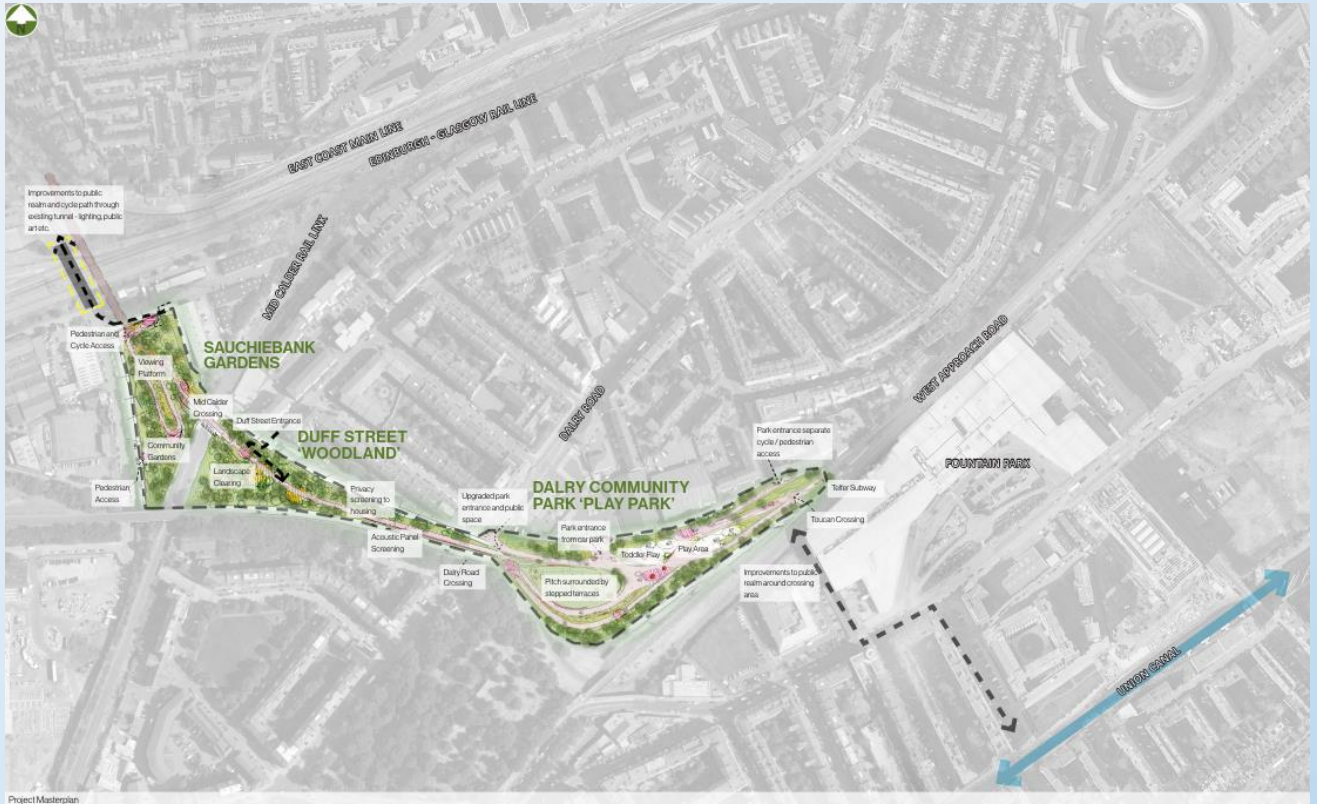 N
EAST COAST MAIN LINE
EDINBURGH - GLASGOW RAIL LINE
Improvements to public
realm and cycle path through
existing tunnel - lighting, public
art etc.
MID CALDER RAIL LINK
Pedestrian and
Cycle Access
SAUCHIEBANK
GARDENS
Viewing
Platform
Mid Calder
Crossing
Duff Street Entrance
DUFF STREET
'WOODLAND'
Community
Gardens
Landscape
Clearing
Pedestrian
Access
Privacy
screening to
housing
Acoustic Panel
Screening
Upgraded park
entrance and public
space
Dalry Road
Crossing
DALRY ROAD
DALRY COMMUNITY
PARK 'PLAY PARK'
Park entrance
from car park
Toddler Play
Play Area
Pitch surrounded by
stepped terraces
Park entrance separate
cycle / pedestrian
access
Telfer Subway
Toucan Crossing
Improvements to public
realm around crossing
area
WEST APPROACH ROAD
FOUNTAIN PARK
UNION CANAL
Project Masterplan